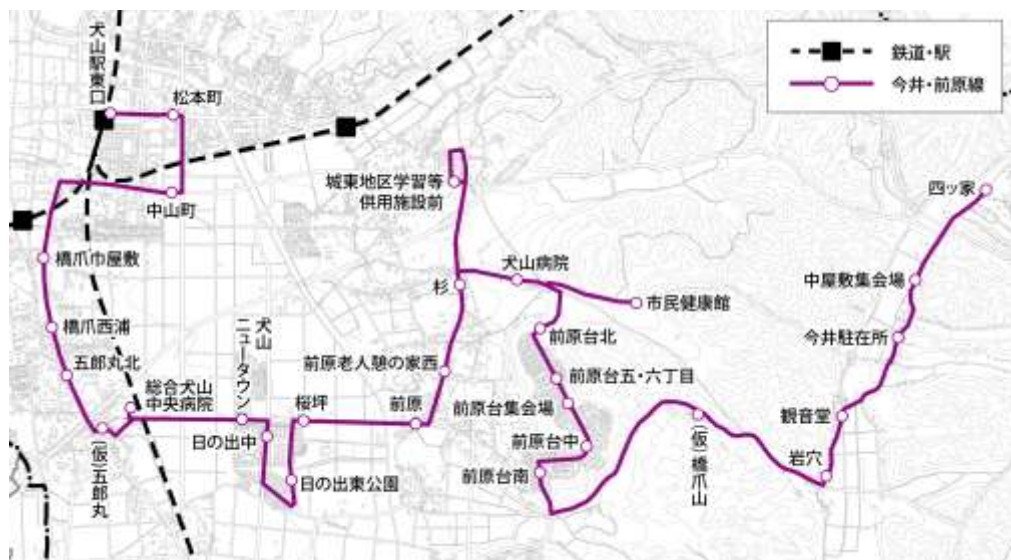 犬山駅東口
松本町
中山町
橋爪巾屋敷
橋爪西浦
五郎丸北
(仮)五郎丸
総合犬山
中央病院
犬山
ニュータウン
日の出中
日の出東公園
桜坪
前原
前原老人憩の家西
杉
城東地区学習等
供用施設前
犬山病院
市民健康館
前原台北
前原台五・六丁目
前原台集会場
前原台中
前原台南
(仮)橋爪山
岩穴
観音堂
今井駐在所
中屋敷集会場
四ッ家
鉄道・駅
今井・前原線